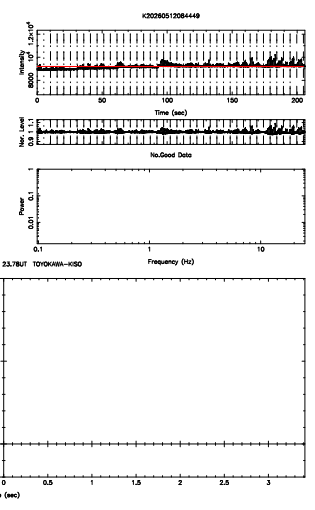 K20260512084449
Intensity
8000 10⁴ 1.2×10⁴
0 50 100 150 200
Time (sec)
Nor. Level
0.9 1 1.1
No.Good Data
Power
0.01 0.1 1
0.1 1 10
Frequency (Hz)
23.78UT TOYOKAWA-KISO
0 0.5 1 1.5 2 2.5 3
(sec)